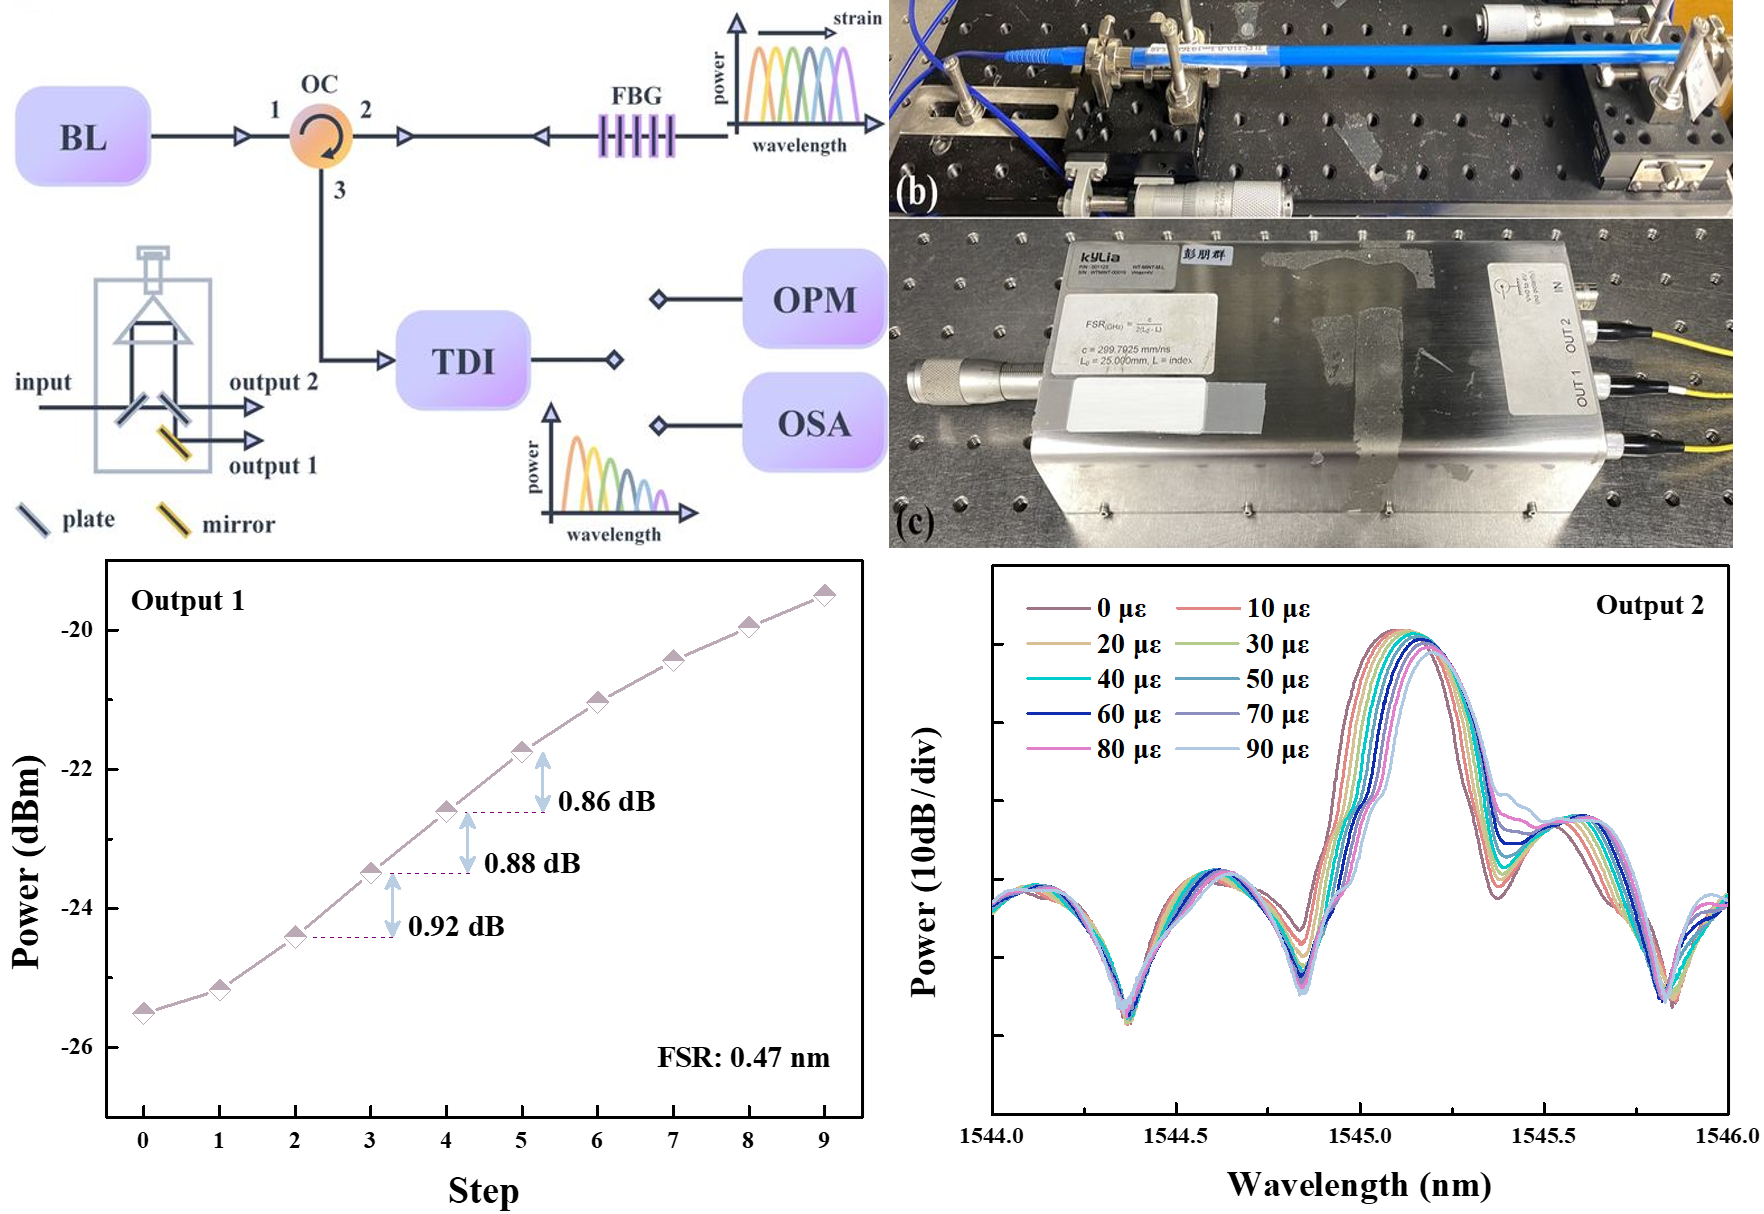 BL
OC
1
2
3
FBG
strain
power
wavelength
input
output 2
output 1
plate
mirror
TDI
OPM
OSA
power
wavelength
(b)
kylia
彭朋群
FSR(GHz) = c / 2(L0 - L)
c = 299.7925 mm/ns
L0 = 25.000mm, L = index
IN
OUT 2
OUT 1
(c)
Output 1
Power (dBm)
-20
-22
-24
-26
0.86 dB
0.88 dB
0.92 dB
FSR: 0.47 nm
0 1 2 3 4 5 6 7 8 9
Step
Output 2
0 με 10 με
20 με 30 με
40 με 50 με
60 με 70 με
80 με 90 με
Power (10dB/div)
1544.0 1544.5 1545.0 1545.5 1546.0
Wavelength (nm)